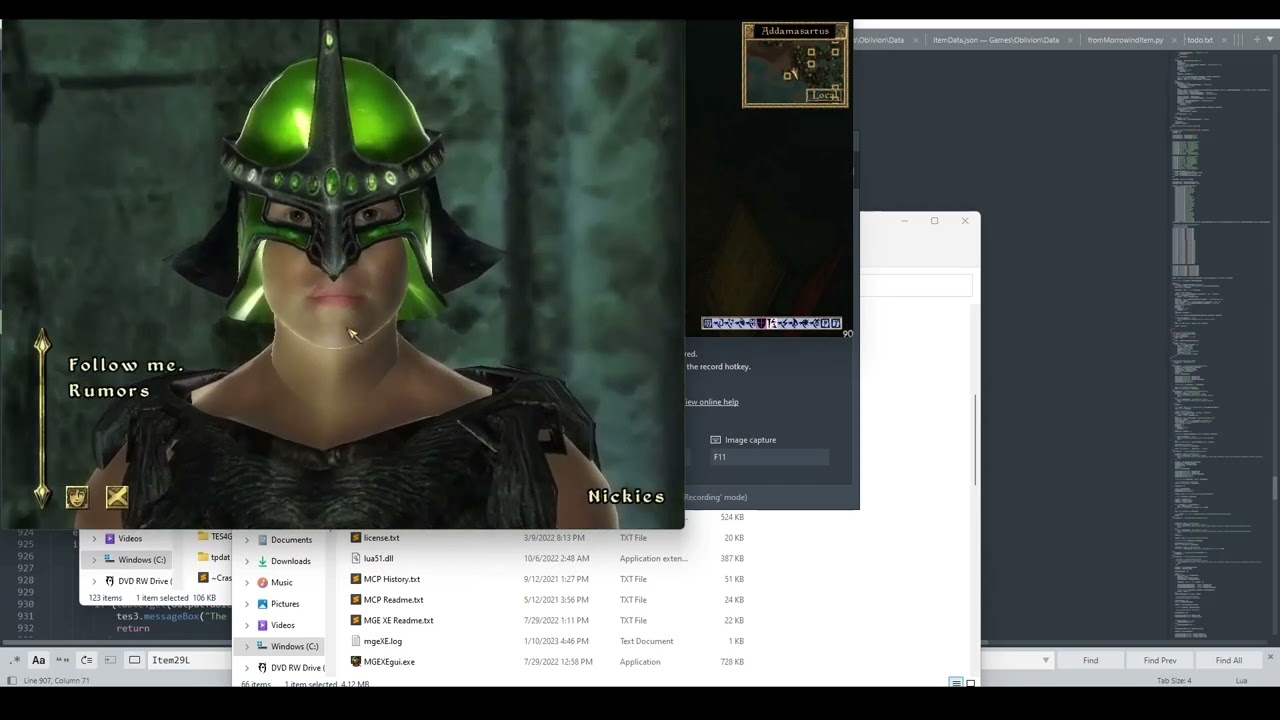 Addamasartus
Local
\Oblivion\Data
ItemData.json — Games\Oblivion\Data
fromMorrowindItem.py
todo.txt
Follow me.
Rumors
Nickies
90
red.
the record hotkey.
iew online help
Image capture
F11
Recording' mode)
524 KB
924
925
926
927
928
929
930
931
932
Videos
Windows (C:)
DVD RW Drive (
TES4G
tpdat
~Cras
123 items
1 item selected 106 KB
tes3.messageBox("The
return
Documents
Downloads
Music
Pictures
Videos
Windows (C:)
DVD RW Drive (
license.txt 3/9/2022 8:13 PM TXT File 20 KB
lua51.dll 10/6/2022 2:48 AM Application exten... 387 KB
MCP History.txt 9/12/2021 1:27 PM TXT File 51 KB
MCP Readme.txt 5/12/2021 3:56 PM TXT File 24 KB
MGE XE Readme.txt 7/29/2022 1:11 PM TXT File 22 KB
mgeXE.log 1/10/2023 4:46 PM Text Document 1 KB
MGEXEgui.exe 7/29/2022 12:58 PM Application 728 KB
66 items 1 item selected 4.12 MB
.* Aa “” Item29L
Find
Find Prev
Find All
Line 907, Column 71
Tab Size: 4
Lua